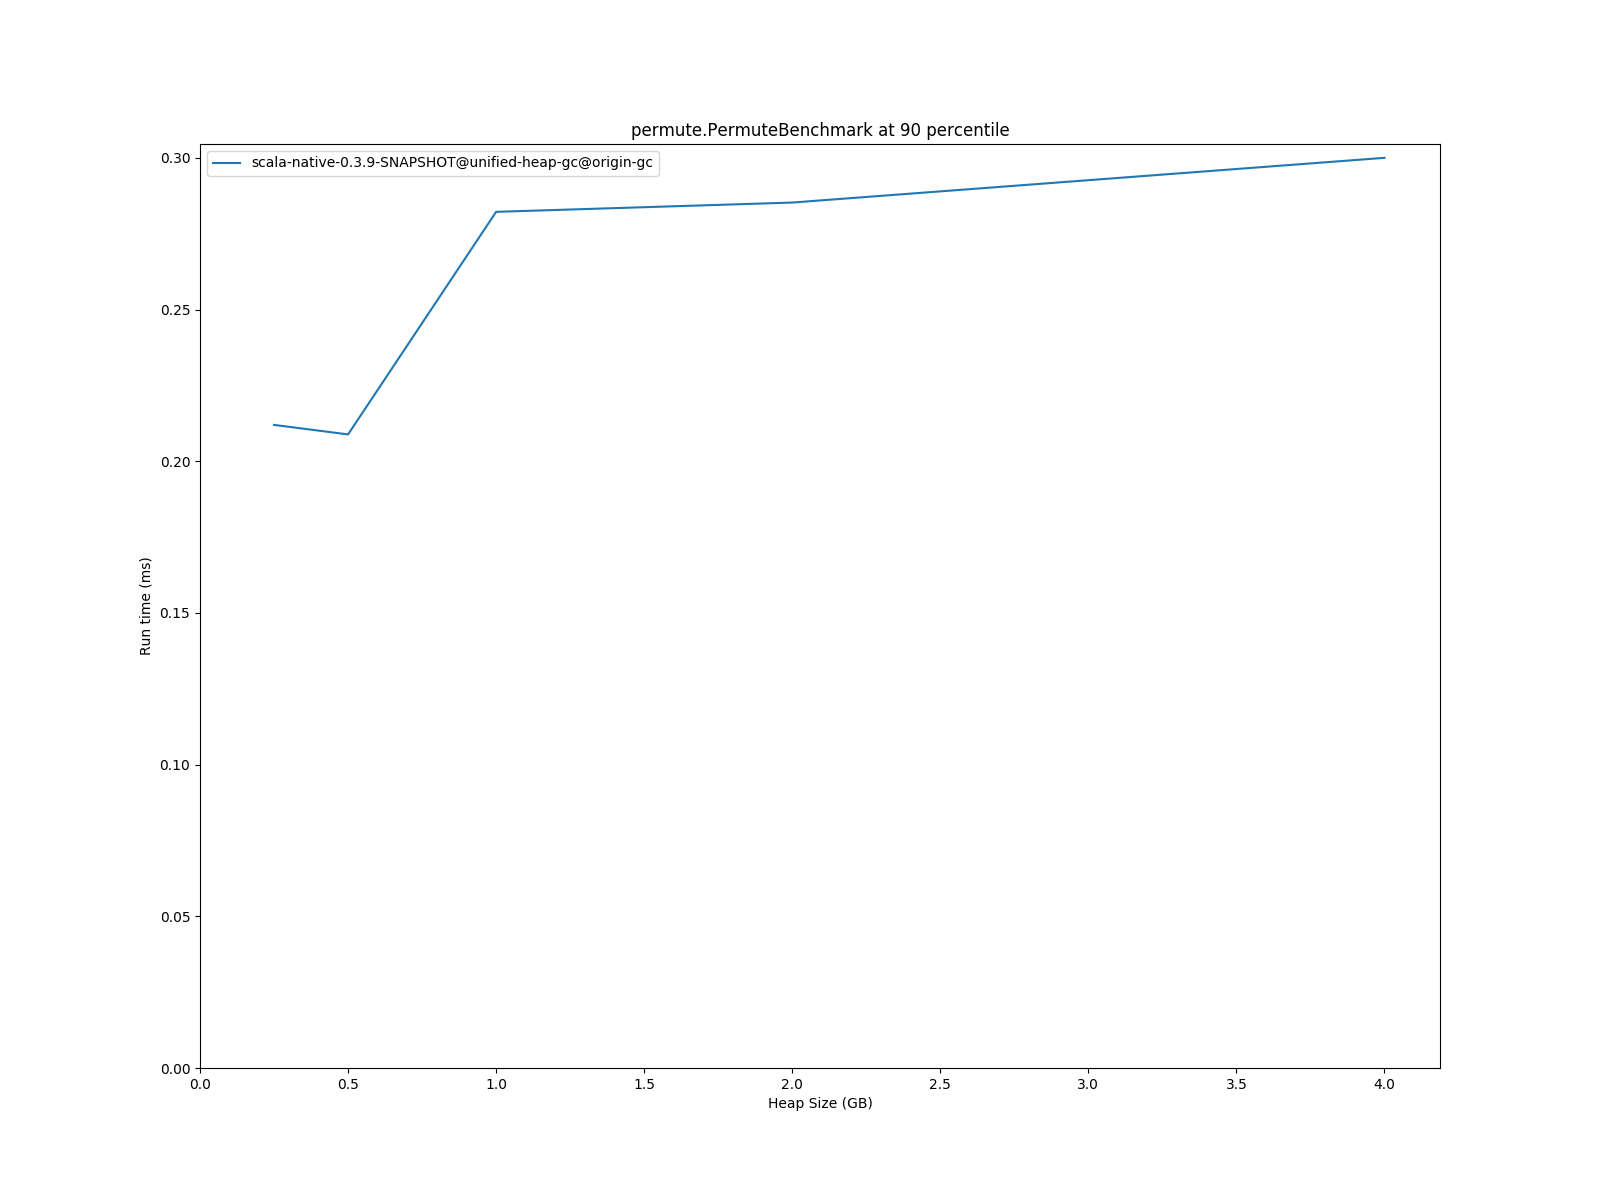 permute.PermuteBenchmark at 90 percentile
scala-native-0.3.9-SNAPSHOT@unified-heap-gc@origin-gc
0.30
0.25
0.20
0.15
0.10
0.05
0.00
Run time (ms)
0.0 0.5 1.0 1.5 2.0 2.5 3.0 3.5 4.0
Heap Size (GB)